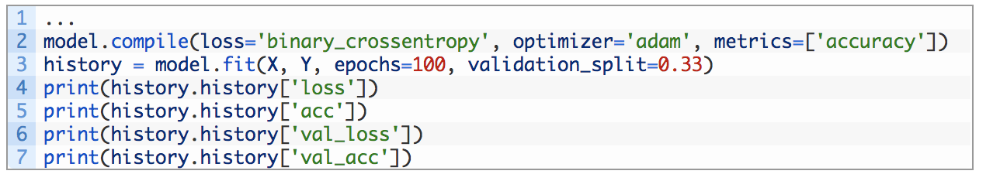 1 ...
2 model.compile(loss='binary_crossentropy', optimizer='adam', metrics=['accuracy'])
3 history = model.fit(X, Y, epochs=100, validation_split=0.33)
4 print(history.history['loss'])
5 print(history.history['acc'])
6 print(history.history['val_loss'])
7 print(history.history['val_acc'])